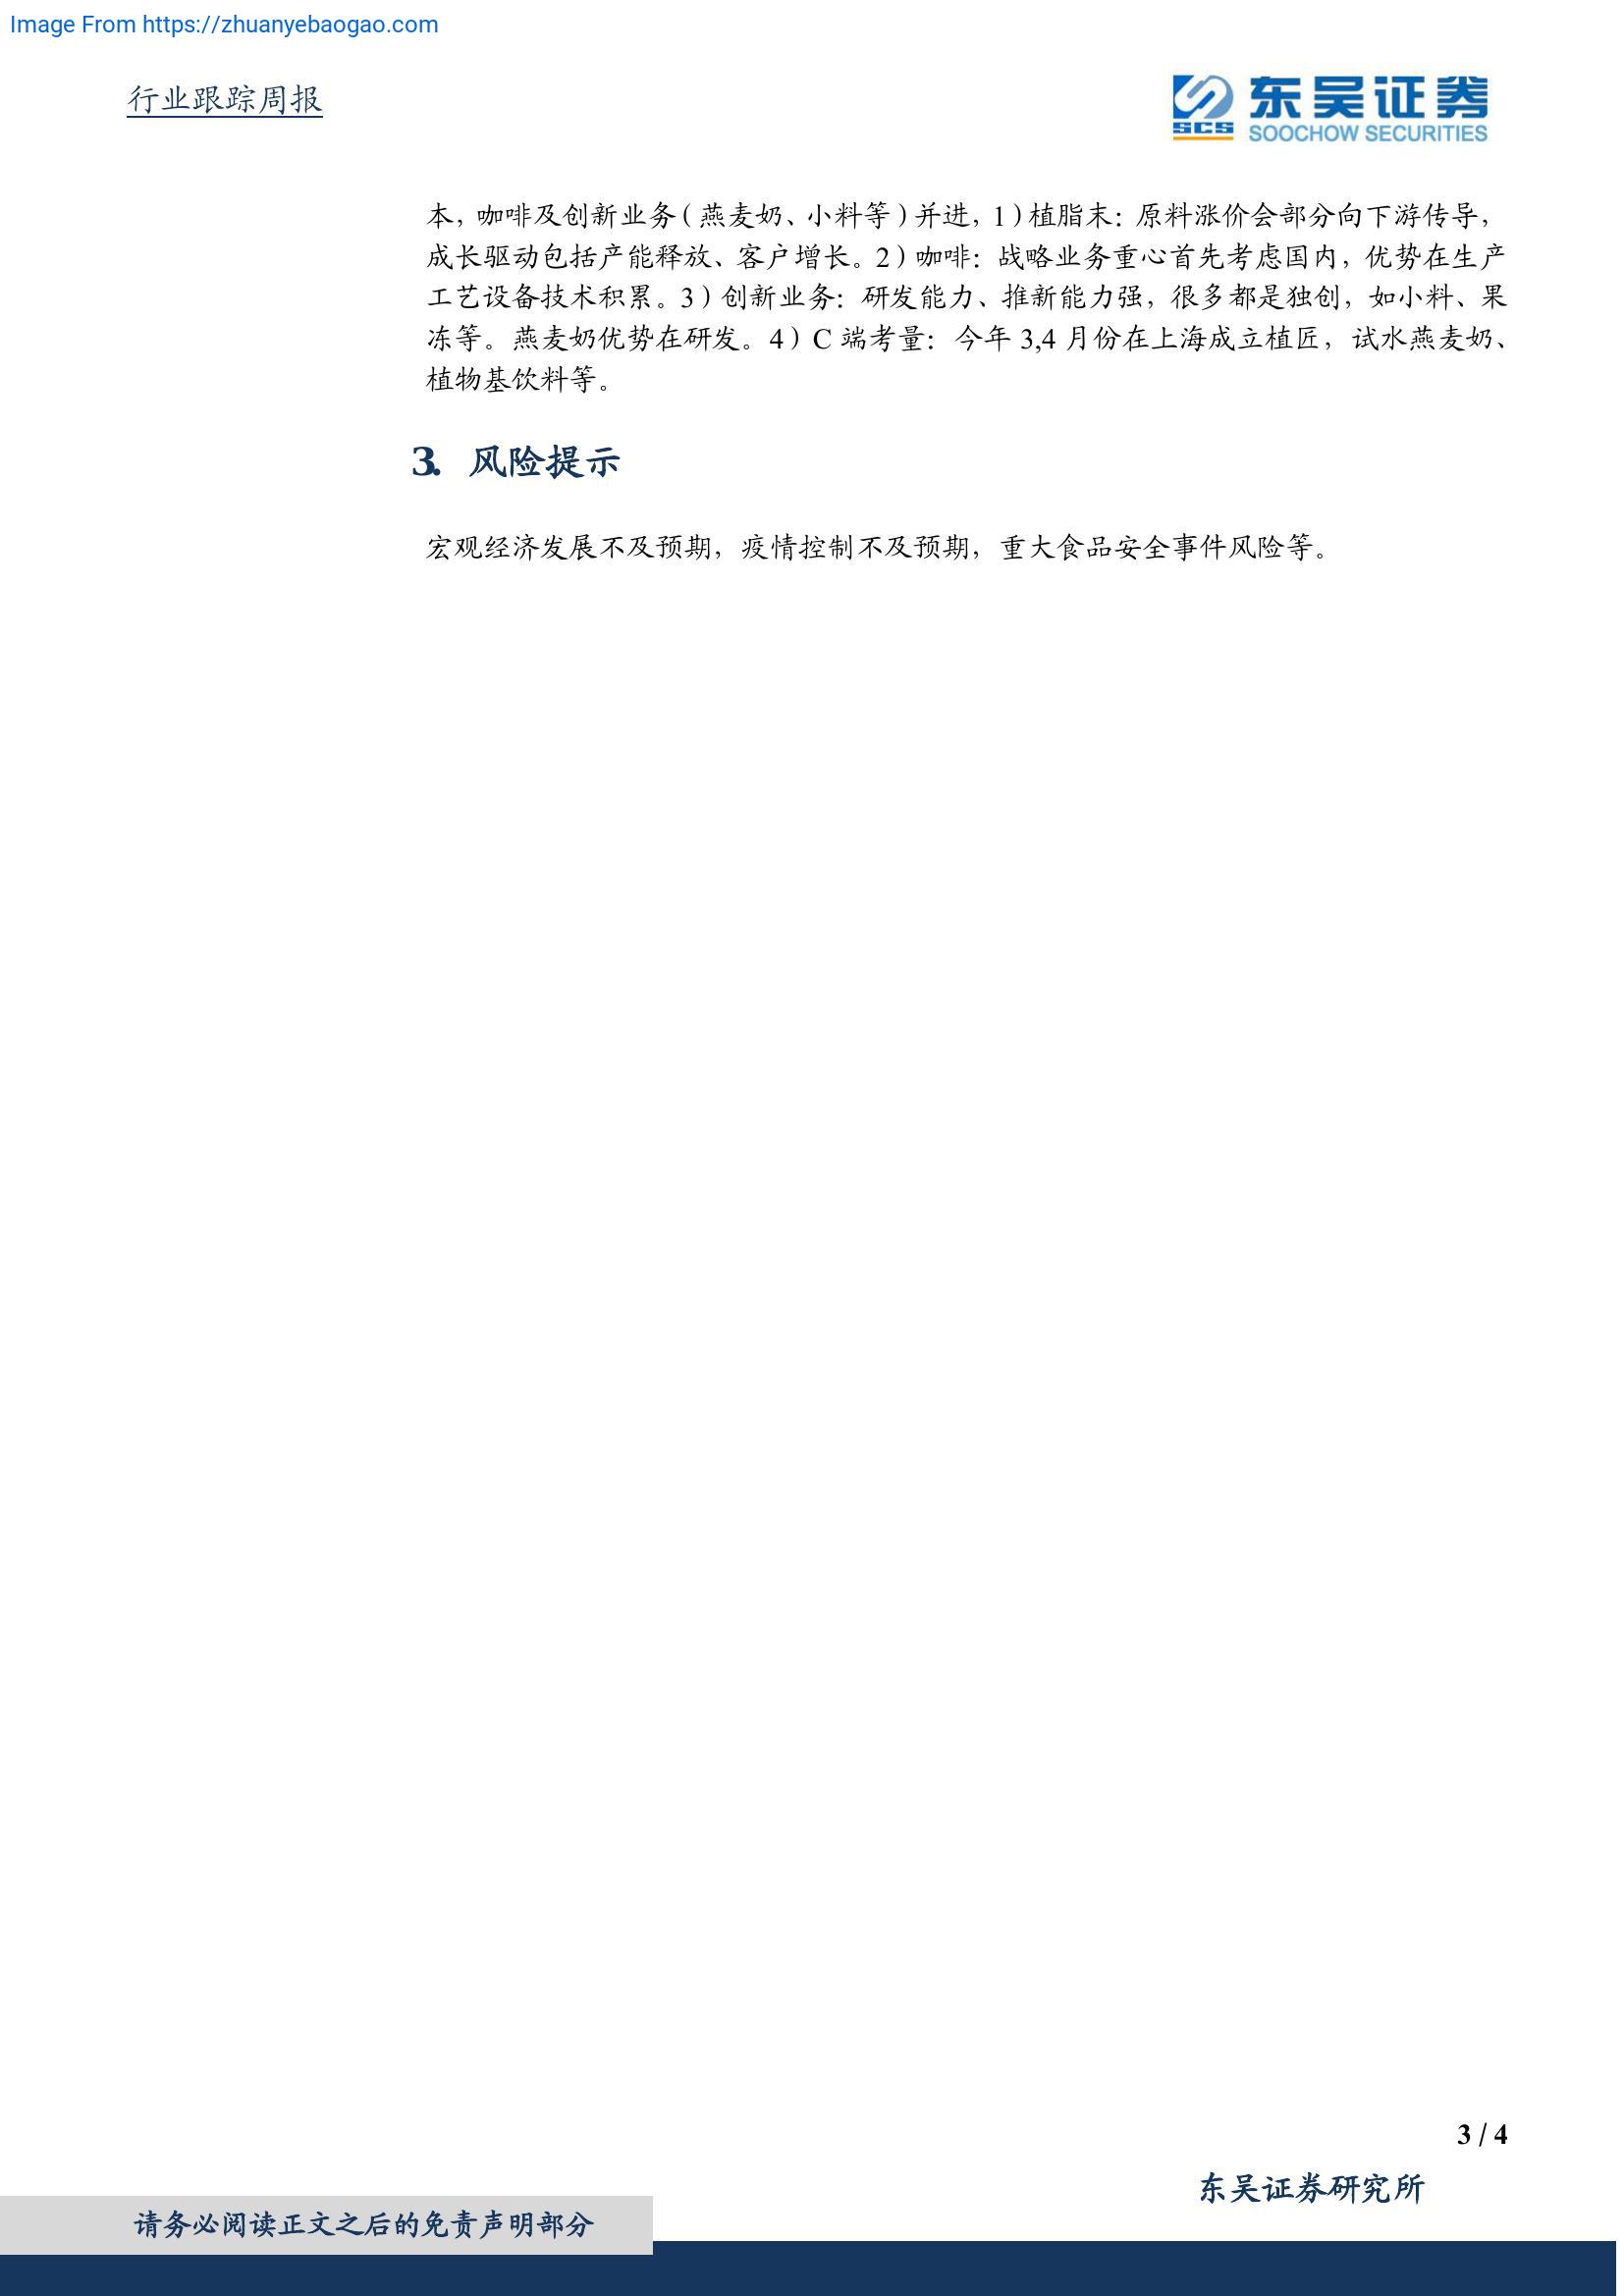 Image From https://zhuanyebaogao.com
行业跟踪周报
东吴证券
SCS
SOOCHOW SECURITIES
本，咖啡及创新业务（燕麦奶、小料等）并进，1）植脂末：原料涨价会部分向下游传导，
成长驱动包括产能释放、客户增长。2）咖啡：战略业务重心首先考虑国内，优势在生产
工艺设备技术积累。3）创新业务：研发能力、推新能力强，很多都是独创，如小料、果
冻等。燕麦奶优势在研发。4）C 端考量：今年 3,4 月份在上海成立植匠，试水燕麦奶、
植物基饮料等。
3. 风险提示
宏观经济发展不及预期，疫情控制不及预期，重大食品安全事件风险等。
3 / 4
东吴证券研究所
请务必阅读正文之后的免责声明部分